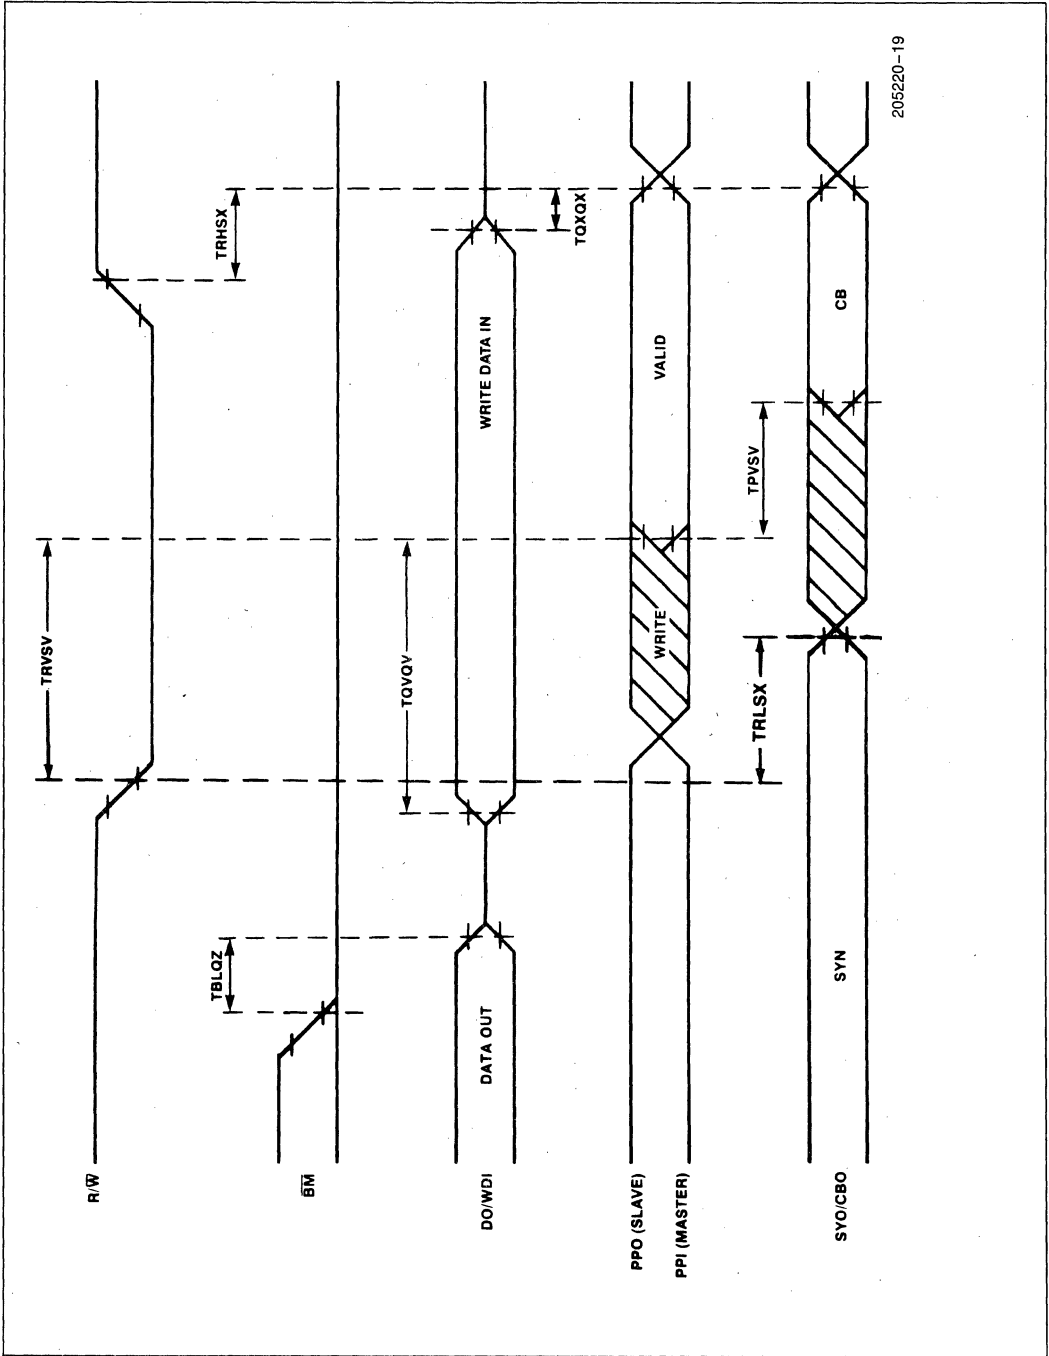 R/W̅
TRVSV
TRHSX
B̅M̅
TBLQZ
DO/WDI
DATA OUT
TQVQV
WRITE DATA IN
TQXQX
PPO (SLAVE)
PPI (MASTER)
WRITE
VALID
TRLSX
TPVSV
SYO/CBO
SYN
CB
205220–19